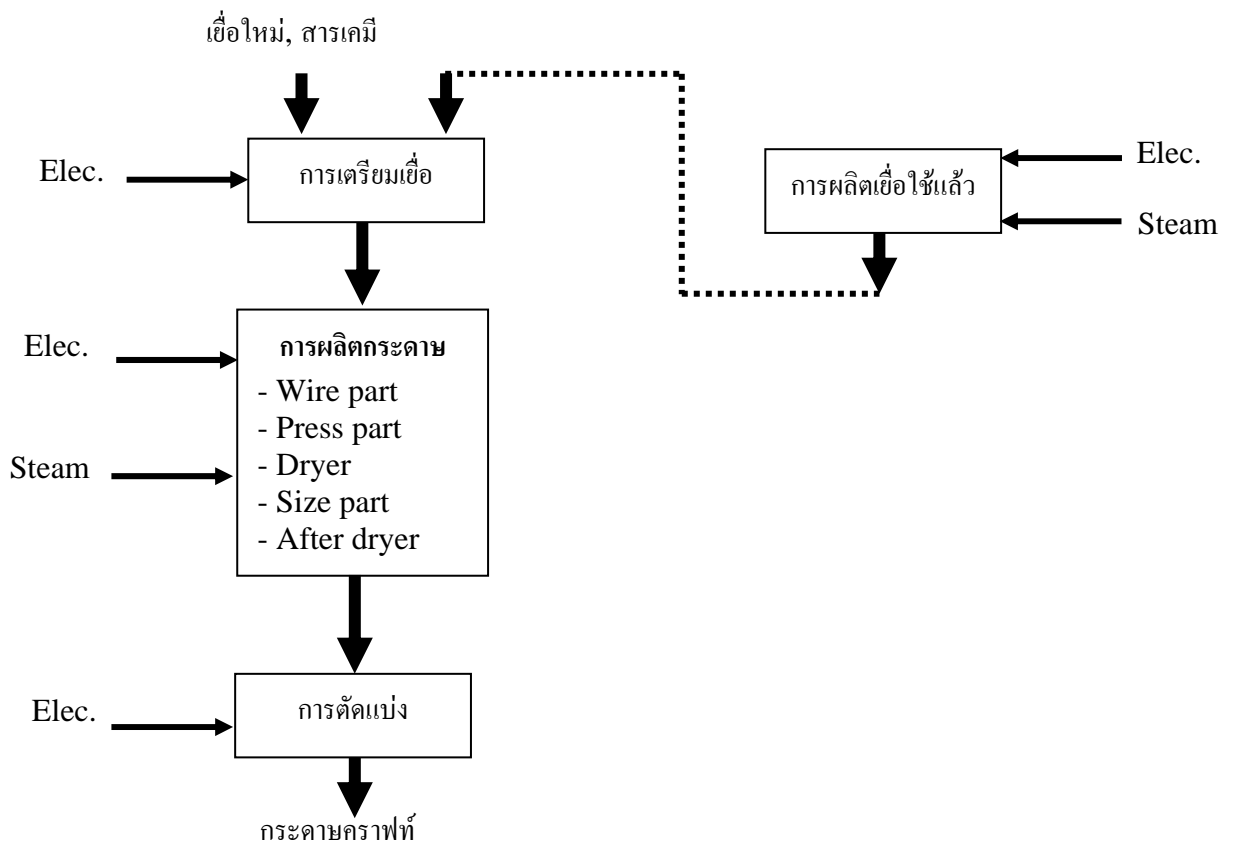 เยื่อใหม่, สารเคมี
Elec.
การเตรียมเยื่อ
การผลิตเยื่อใช้แล้ว
Elec.
Steam
Elec.
Steam
การผลิตกระดาษ
- Wire part
- Press part
- Dryer
- Size part
- After dryer
Elec.
การตัดแบ่ง
กระดาษคราฟท์